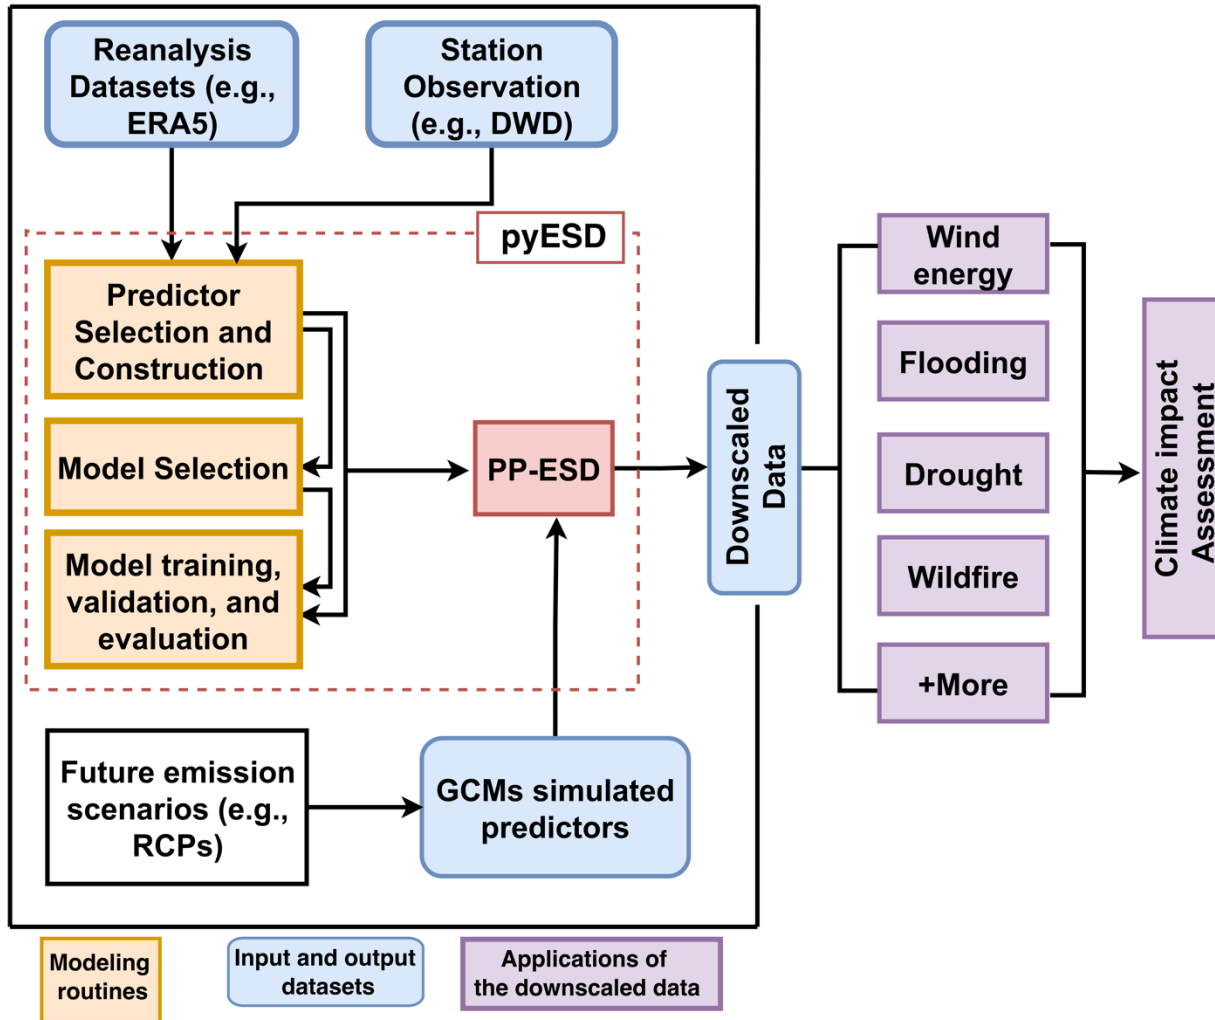 Reanalysis
Datasets (e.g.,
ERA5)
Station
Observation
(e.g., DWD)
pyESD
Predictor
Selection and
Construction
Model Selection
Model training,
validation, and
evaluation
PP-ESD
Future emission
scenarios (e.g.,
RCPs)
GCMs simulated
predictors
Downscaled
Data
Wind
energy
Flooding
Drought
Wildfire
+More
Climate impact
Assessment
Modeling
routines
Input and output
datasets
Applications of
the downscaled data